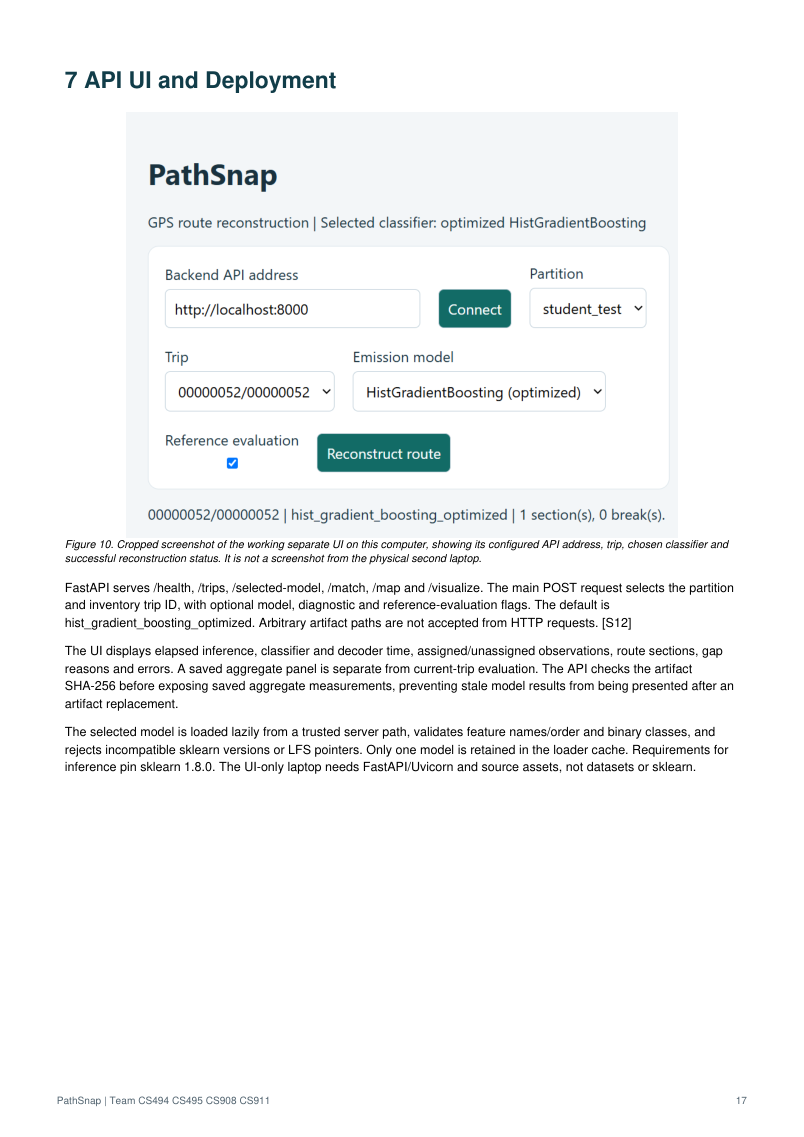 7 API UI and Deployment
PathSnap
GPS route reconstruction | Selected classifier: optimized HistGradientBoosting
Backend API address
Partition
http://localhost:8000
Connect
student_test
Trip
Emission model
00000052/00000052
HistGradientBoosting (optimized)
Reference evaluation
Reconstruct route
00000052/00000052 | hist_gradient_boosting_optimized | 1 section(s), 0 break(s).
Figure 10. Cropped screenshot of the working separate UI on this computer, showing its configured API address, trip, chosen classifier and
successful reconstruction status. It is not a screenshot from the physical second laptop.
FastAPI serves /health, /trips, /selected-model, /match, /map and /visualize. The main POST request selects the partition
and inventory trip ID, with optional model, diagnostic and reference-evaluation flags. The default is
hist_gradient_boosting_optimized. Arbitrary artifact paths are not accepted from HTTP requests. [S12]
The UI displays elapsed inference, classifier and decoder time, assigned/unassigned observations, route sections, gap
reasons and errors. A saved aggregate panel is separate from current-trip evaluation. The API checks the artifact
SHA-256 before exposing saved aggregate measurements, preventing stale model results from being presented after an
artifact replacement.
The selected model is loaded lazily from a trusted server path, validates feature names/order and binary classes, and
rejects incompatible sklearn versions or LFS pointers. Only one model is retained in the loader cache. Requirements for
inference pin sklearn 1.8.0. The UI-only laptop needs FastAPI/Uvicorn and source assets, not datasets or sklearn.
PathSnap | Team CS494 CS495 CS908 CS911
17